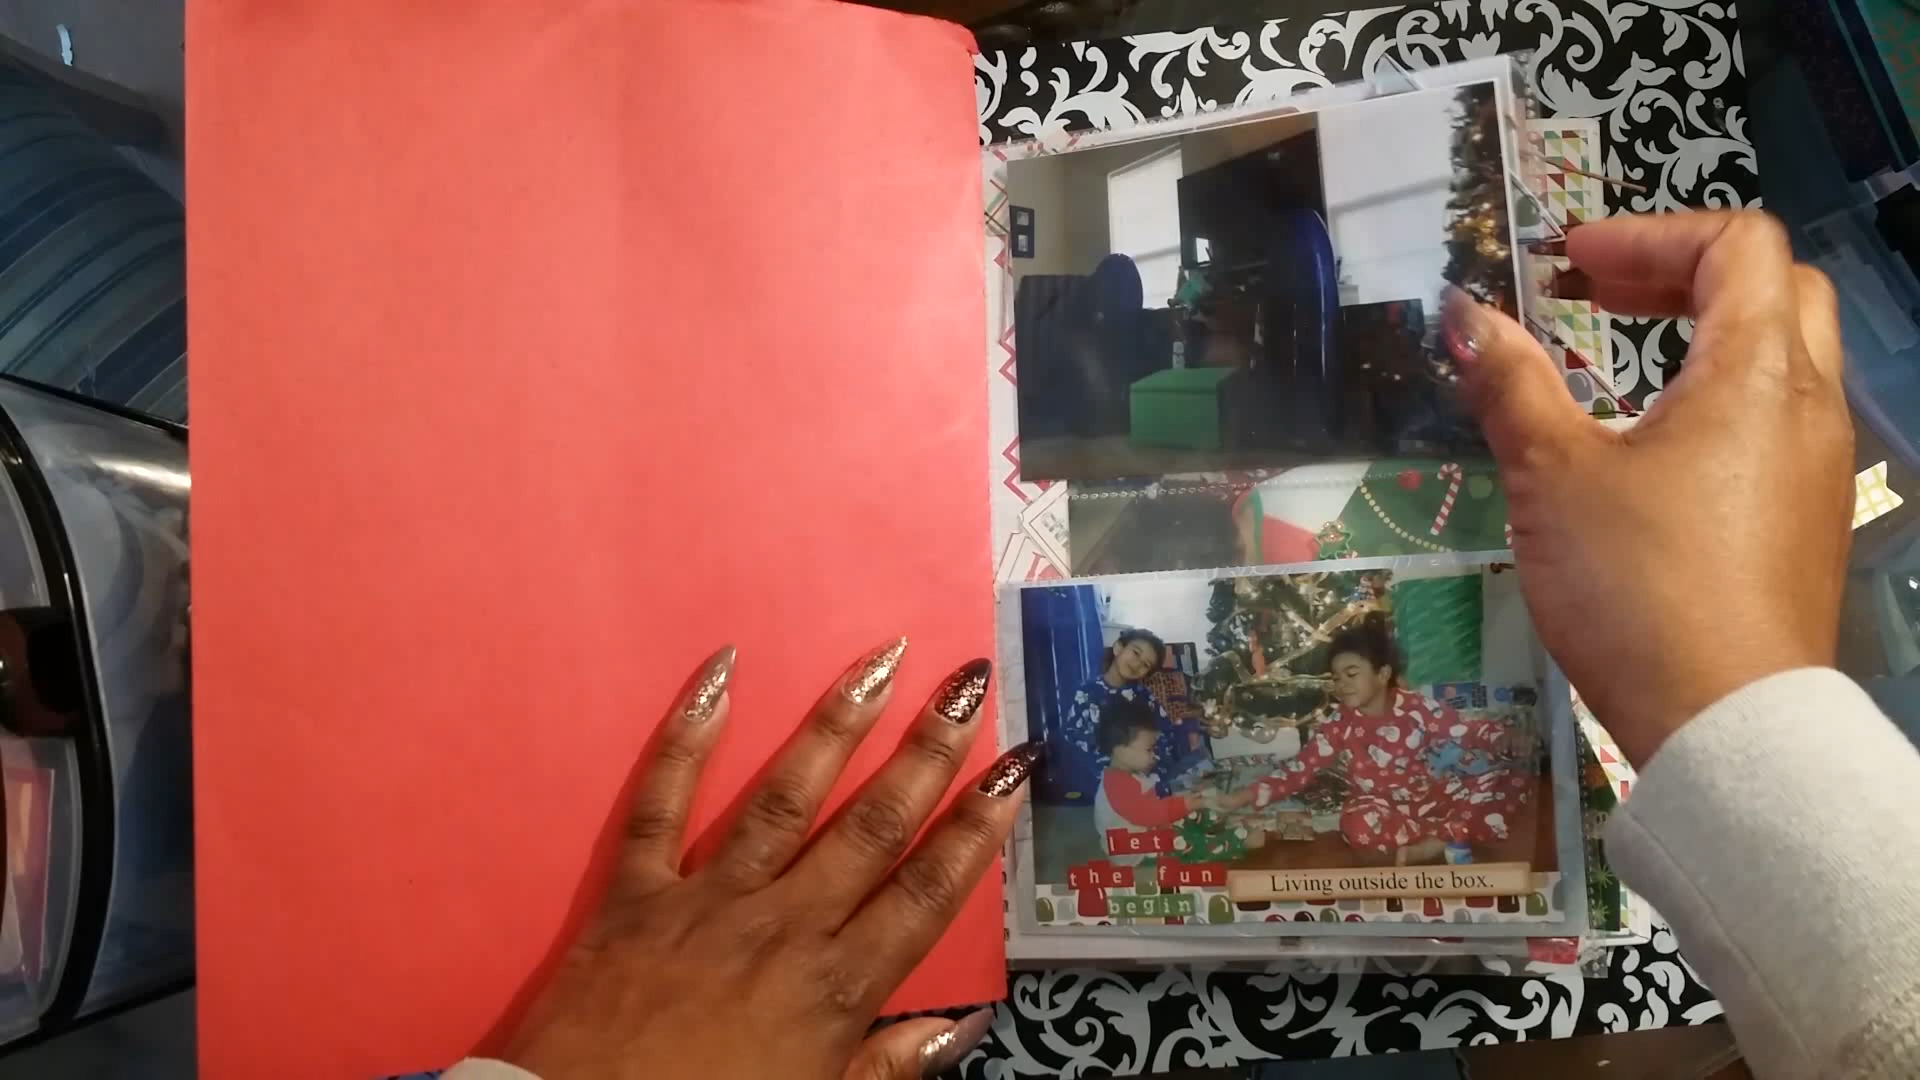 let
the fun
begin
Living outside the box.